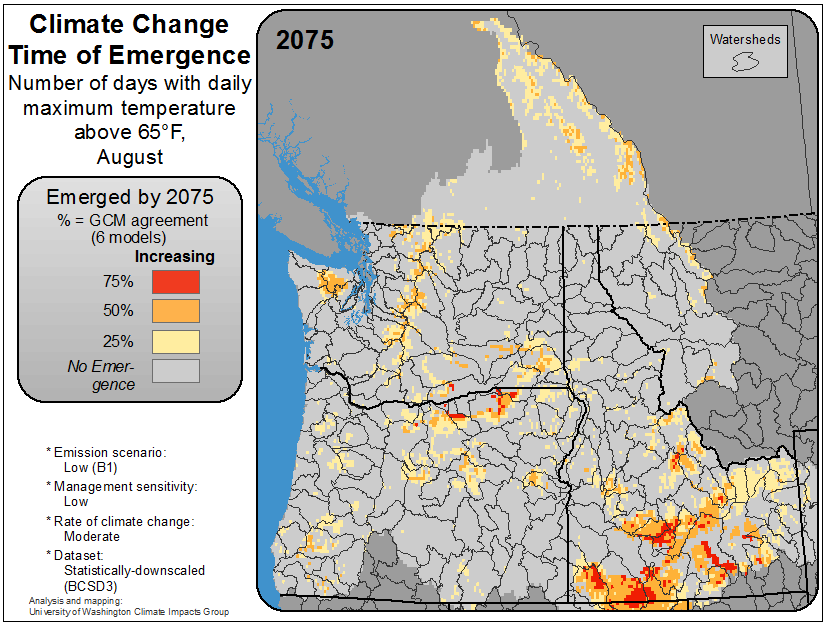 Climate Change
Time of Emergence
Number of days with daily
maximum temperature
above 65°F,
August
Emerged by 2075
% = GCM agreement
(6 models)
Increasing
75%
50%
25%
No Emer-
gence
* Emission scenario:
Low (B1)
* Management sensitivity:
Low
* Rate of climate change:
Moderate
* Dataset:
Statistically-downscaled
(BCSD3)
Analysis and mapping:
University of Washington Climate Impacts Group
2075
Watersheds